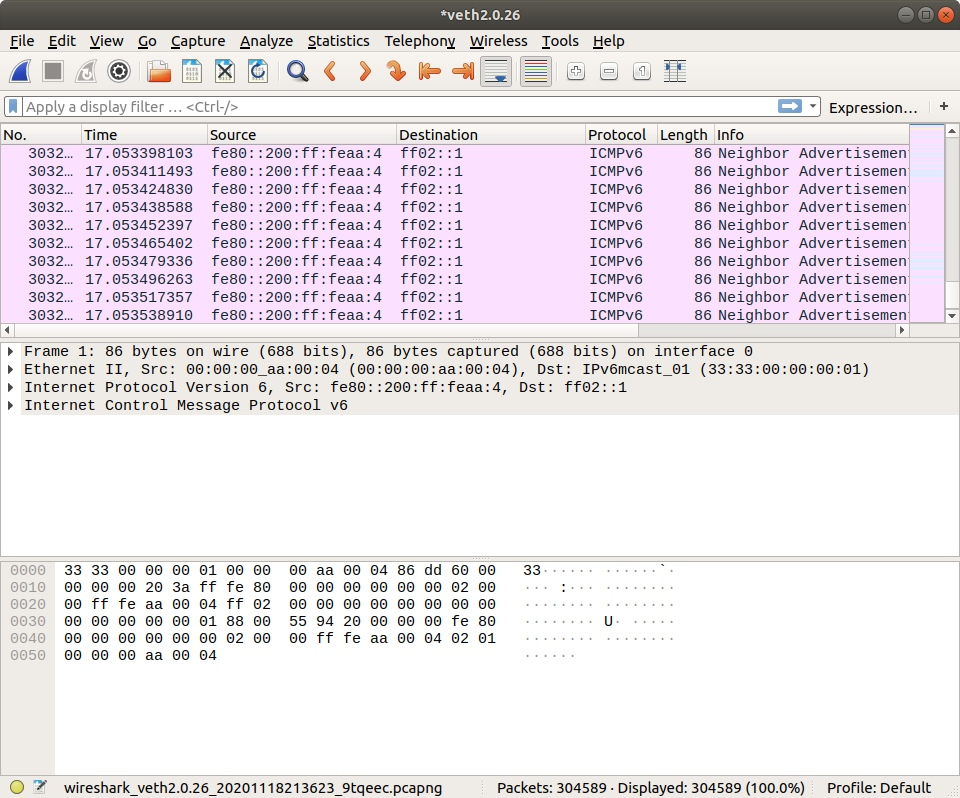 *veth2.0.26
File Edit View Go Capture Analyze Statistics Telephony Wireless Tools Help
Apply a display filter … <Ctrl-/> Expression… +
No. Time Source Destination Protocol Length Info
3032… 17.053398103 fe80::200:ff:feaa:4 ff02::1 ICMPv6 86 Neighbor Advertisemen
3032… 17.053411493 fe80::200:ff:feaa:4 ff02::1 ICMPv6 86 Neighbor Advertisemen
3032… 17.053424830 fe80::200:ff:feaa:4 ff02::1 ICMPv6 86 Neighbor Advertisemen
3032… 17.053438588 fe80::200:ff:feaa:4 ff02::1 ICMPv6 86 Neighbor Advertisemen
3032… 17.053452397 fe80::200:ff:feaa:4 ff02::1 ICMPv6 86 Neighbor Advertisemen
3032… 17.053465402 fe80::200:ff:feaa:4 ff02::1 ICMPv6 86 Neighbor Advertisemen
3032… 17.053479336 fe80::200:ff:feaa:4 ff02::1 ICMPv6 86 Neighbor Advertisemen
3032… 17.053496263 fe80::200:ff:feaa:4 ff02::1 ICMPv6 86 Neighbor Advertisemen
3032… 17.053517357 fe80::200:ff:feaa:4 ff02::1 ICMPv6 86 Neighbor Advertisemen
3032… 17.053538910 fe80::200:ff:feaa:4 ff02::1 ICMPv6 86 Neighbor Advertisemen
Frame 1: 86 bytes on wire (688 bits), 86 bytes captured (688 bits) on interface 0
Ethernet II, Src: 00:00:00_aa:00:04 (00:00:00:aa:00:04), Dst: IPv6mcast_01 (33:33:00:00:00:01)
Internet Protocol Version 6, Src: fe80::200:ff:feaa:4, Dst: ff02::1
Internet Control Message Protocol v6
0000 33 33 00 00 00 01 00 00 00 aa 00 04 86 dd 60 00 33······ ······`·
0010 00 00 00 20 3a ff fe 80 00 00 00 00 00 00 02 00 ··· :··· ········
0020 00 ff fe aa 00 04 ff 02 00 00 00 00 00 00 00 00 ········ ········
0030 00 00 00 00 00 01 88 00 55 94 20 00 00 00 fe 80 ········ U· ·····
0040 00 00 00 00 00 00 02 00 00 ff fe aa 00 04 02 01 ········ ········
0050 00 00 00 aa 00 04 ······
wireshark_veth2.0.26_20201118213623_9tqeec.pcapng Packets: 304589 · Displayed: 304589 (100.0%) Profile: Default